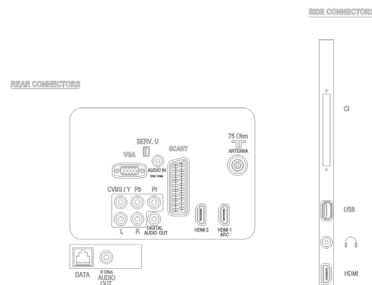 SIDE CONNECTORS
REAR CONNECTORS
SERV. U
VGA
AUDIO IN
SCART
75 Ohm
ANTENNA
CVBS / Y Pb Pr
L R DIGITAL
AUDIO OUT
HDMI 2
HDMI 1
ARC
DATA
8 Ohm
AUDIO
OUT
CI
USB
HDMI